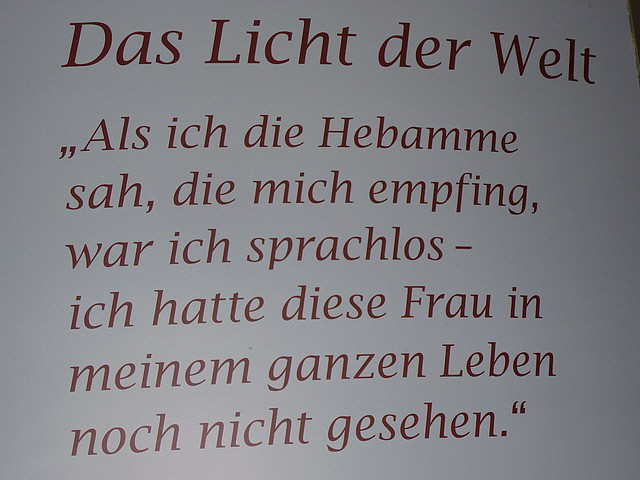 Das Licht der Welt
„Als ich die Hebamme
sah, die mich empfing,
war ich sprachlos –
ich hatte diese Frau in
meinem ganzen Leben
noch nicht gesehen.“